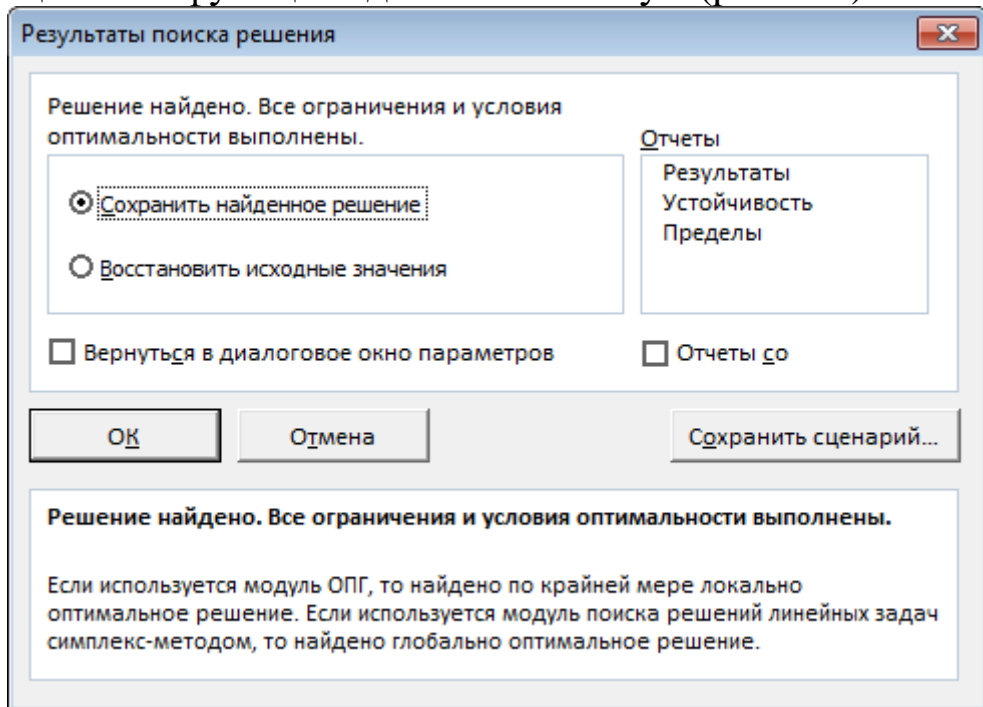 Результаты поиска решения
Решение найдено. Все ограничения и условия
оптимальности выполнены.
Отчеты
Сохранить найденное решение
Восстановить исходные значения
Результаты
Устойчивость
Пределы
Вернуться в диалоговое окно параметров
Отчеты со
ОК
Отмена
Сохранить сценарий...
Решение найдено. Все ограничения и условия оптимальности выполнены.
Если используется модуль ОПГ, то найдено по крайней мере локально
оптимальное решение. Если используется модуль поиска решений линейных задач
симплекс-методом, то найдено глобально оптимальное решение.